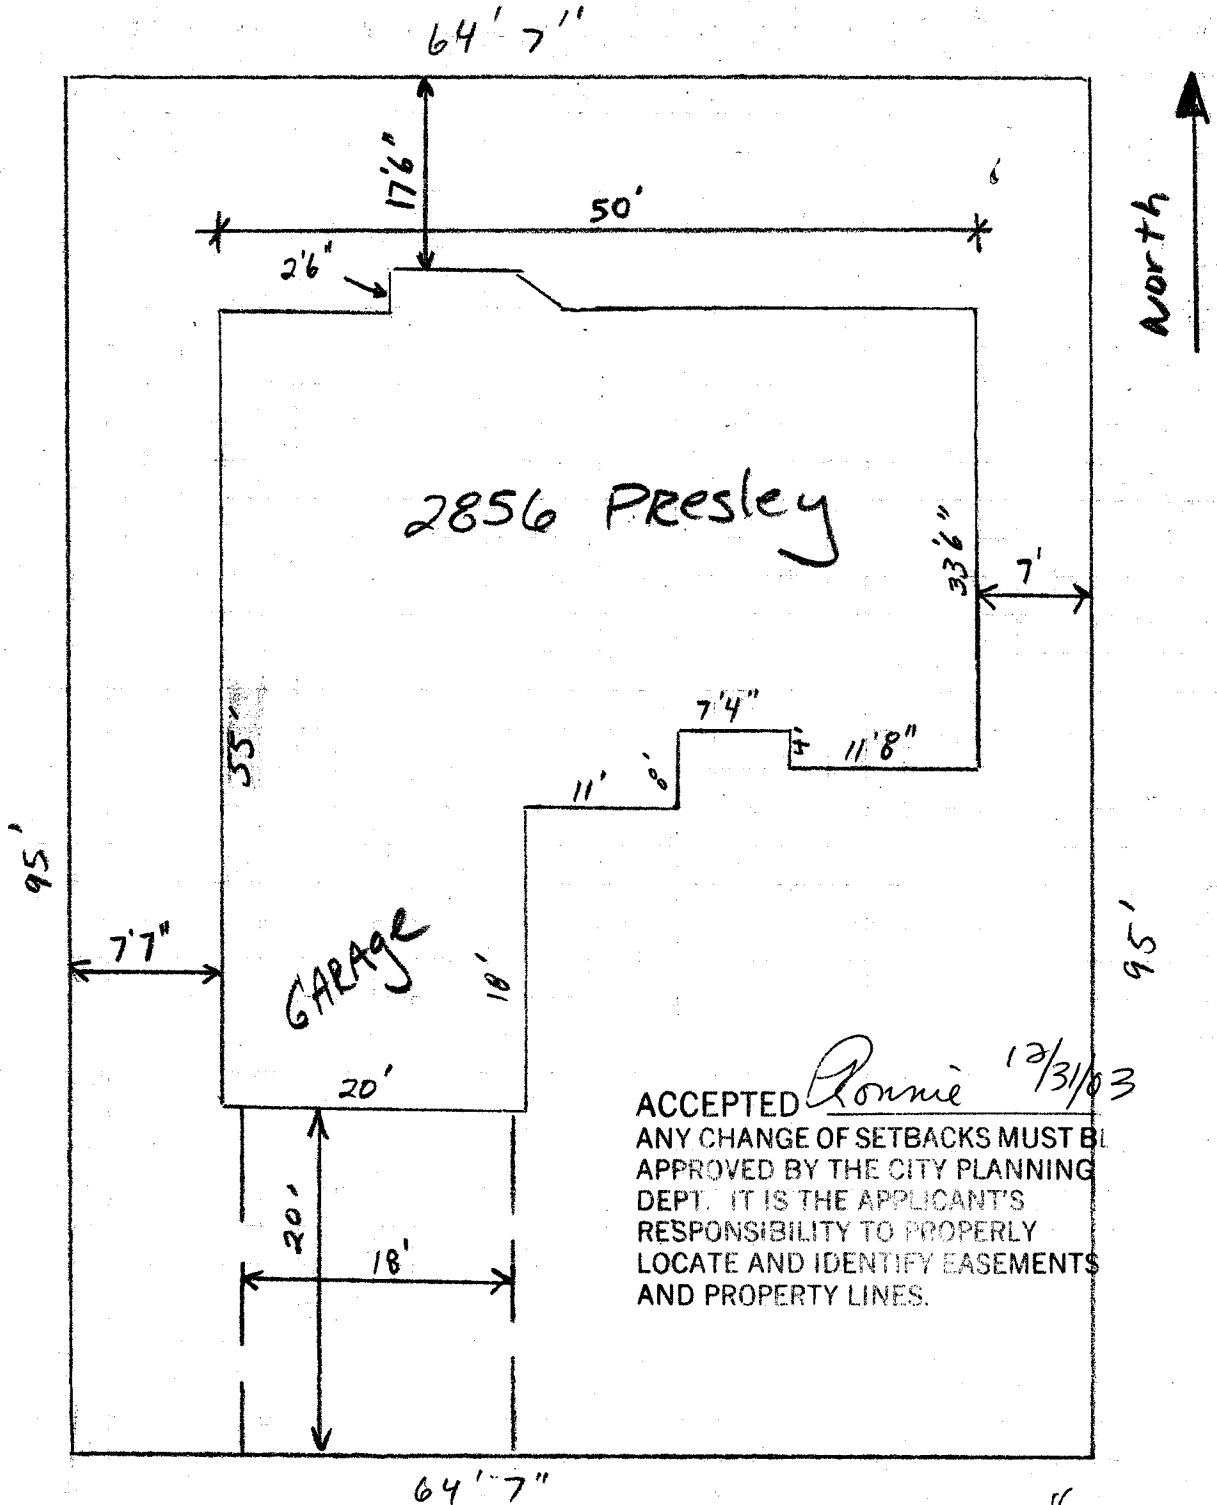 64' 7"
17'6"
50'
2'6"
North
2856 Presley
33'6"
7'
7'4"
4'
11'8"
8'
11'
55'
95'
7'7"
GARAge
18'
95'
20'
ACCEPTED Ronnie 12/31/03
ANY CHANGE OF SETBACKS MUST BE
APPROVED BY THE CITY PLANNING
DEPT. IT IS THE APPLICANT'S
RESPONSIBILITY TO PROPERLY
LOCATE AND IDENTIFY EASEMENTS
AND PROPERTY LINES.
20'
18'
64' 7"